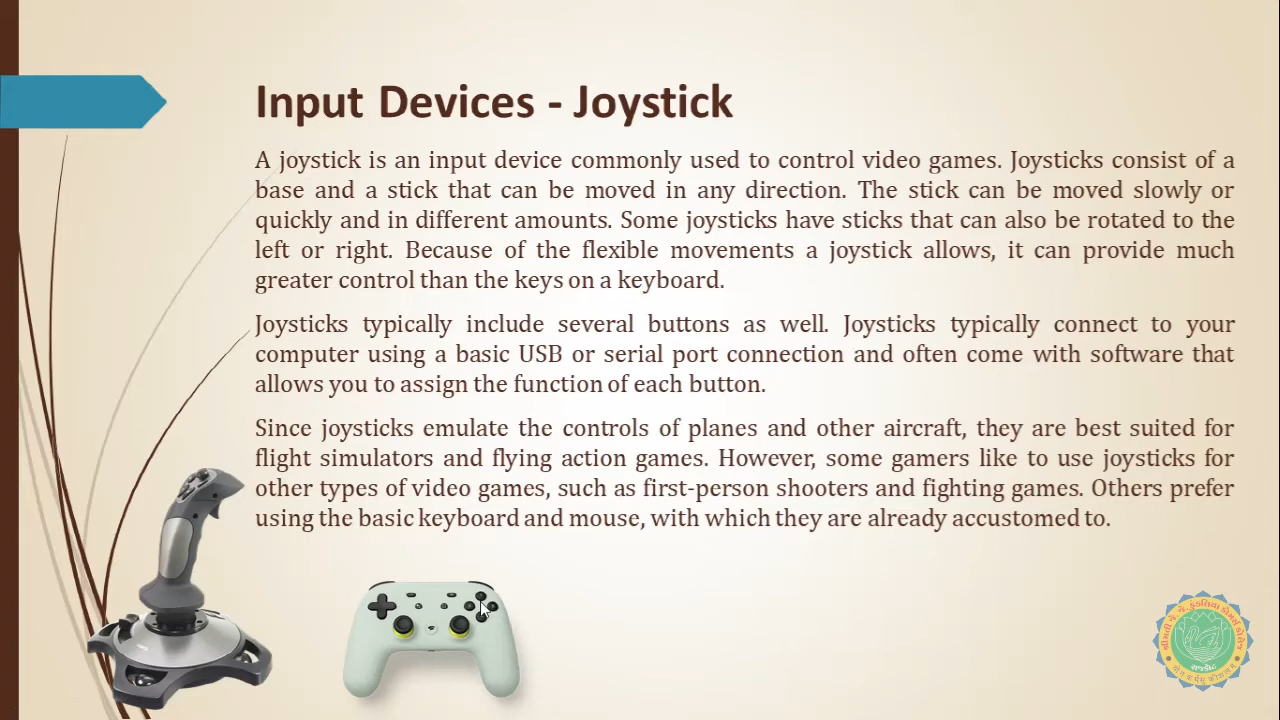 Input Devices - Joystick
A joystick is an input device commonly used to control video games. Joysticks consist of a
base and a stick that can be moved in any direction. The stick can be moved slowly or
quickly and in different amounts. Some joysticks have sticks that can also be rotated to the
left or right. Because of the flexible movements a joystick allows, it can provide much
greater control than the keys on a keyboard.
Joysticks typically include several buttons as well. Joysticks typically connect to your
computer using a basic USB or serial port connection and often come with software that
allows you to assign the function of each button.
Since joysticks emulate the controls of planes and other aircraft, they are best suited for
flight simulators and flying action games. However, some gamers like to use joysticks for
other types of video games, such as first-person shooters and fighting games. Others prefer
using the basic keyboard and mouse, with which they are already accustomed to.
રાજકોટ